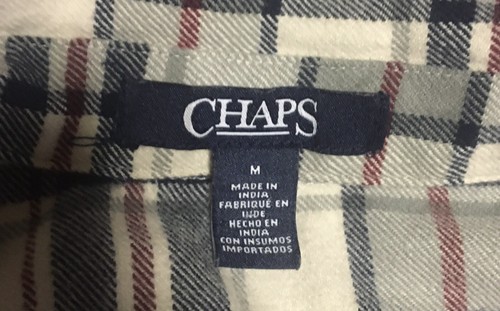 CHAPS
M
MADE IN
INDIA
FABRIQUÉ EN
INDE
HECHO EN
INDIA
CON INSUMOS
IMPORTADOS